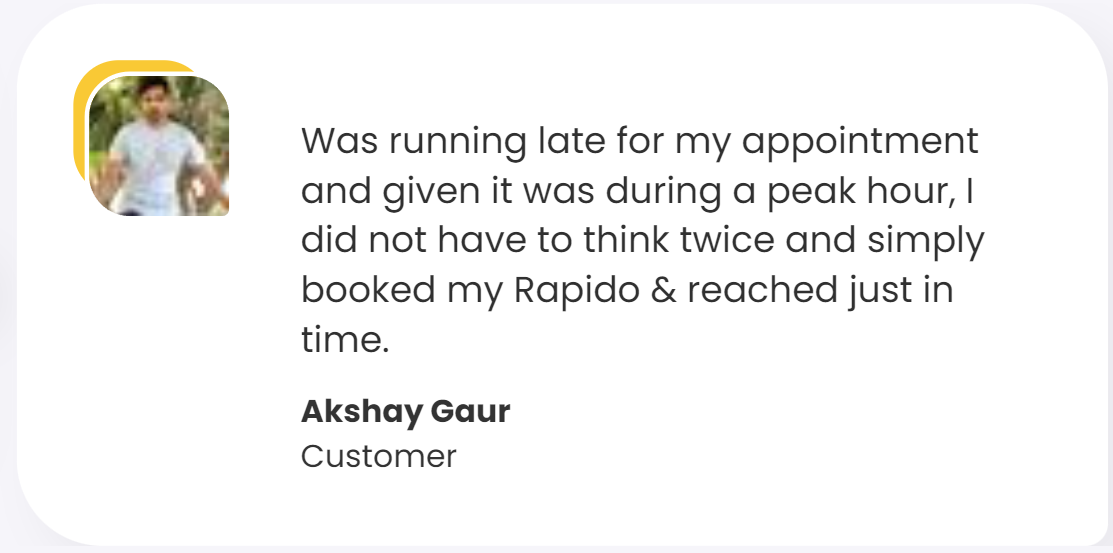 Was running late for my appointment
and given it was during a peak hour, I
did not have to think twice and simply
booked my Rapido & reached just in
time.
Akshay Gaur
Customer